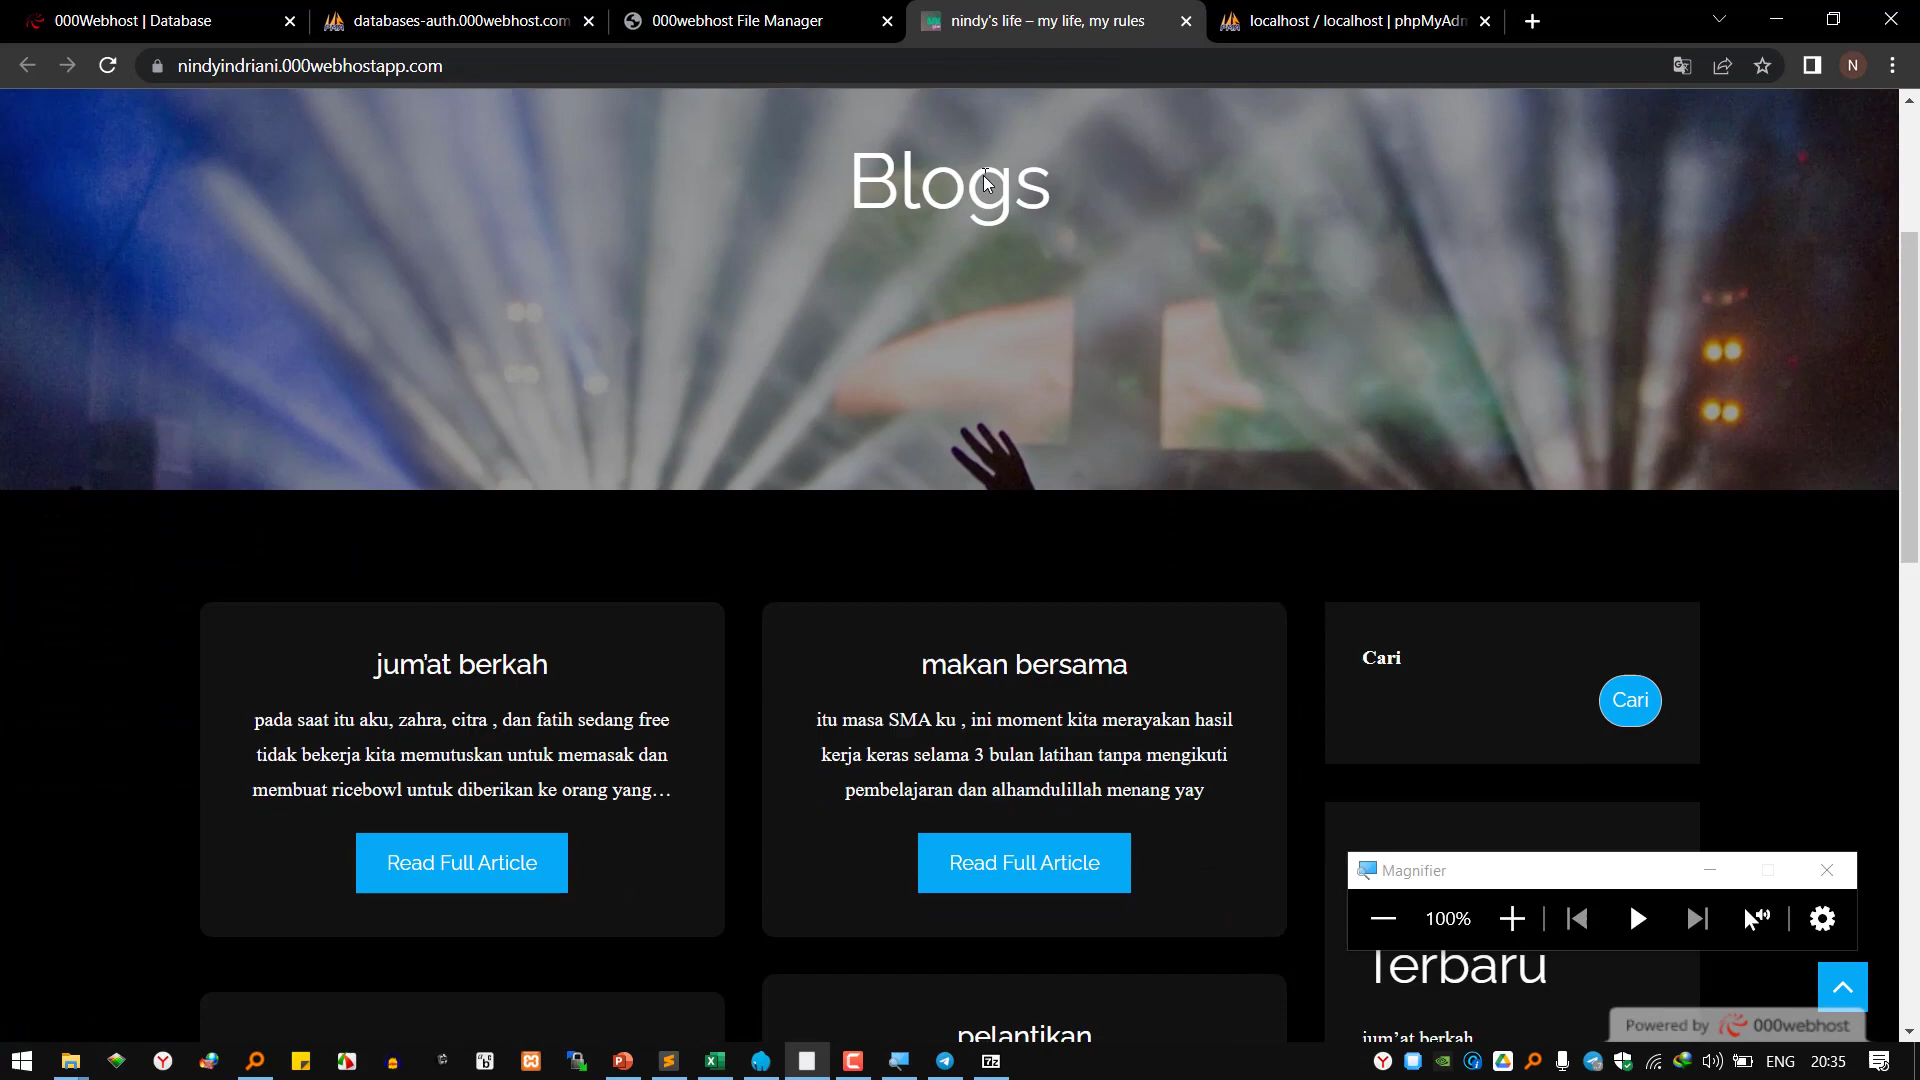 000Webhost | Database
databases-auth.000webhost.com
000webhost File Manager
nindy's life – my life, my rules
localhost / localhost | phpMyAdm
nindyindriani.000webhostapp.com
N
Blogs
jum'at berkah
pada saat itu aku, zahra, citra , dan fatih sedang free
tidak bekerja kita memutuskan untuk memasak dan
membuat ricebowl untuk diberikan ke orang yang…
Read Full Article
makan bersama
itu masa SMA ku , ini moment kita merayakan hasil
kerja keras selama 3 bulan latihan tanpa mengikuti
pembelajaran dan alhamdulillah menang yay
Read Full Article
pelantikan
Cari
Cari
Magnifier
100%
Terbaru
jum'at berkah
Powered by 000webhost
ENG
20:35